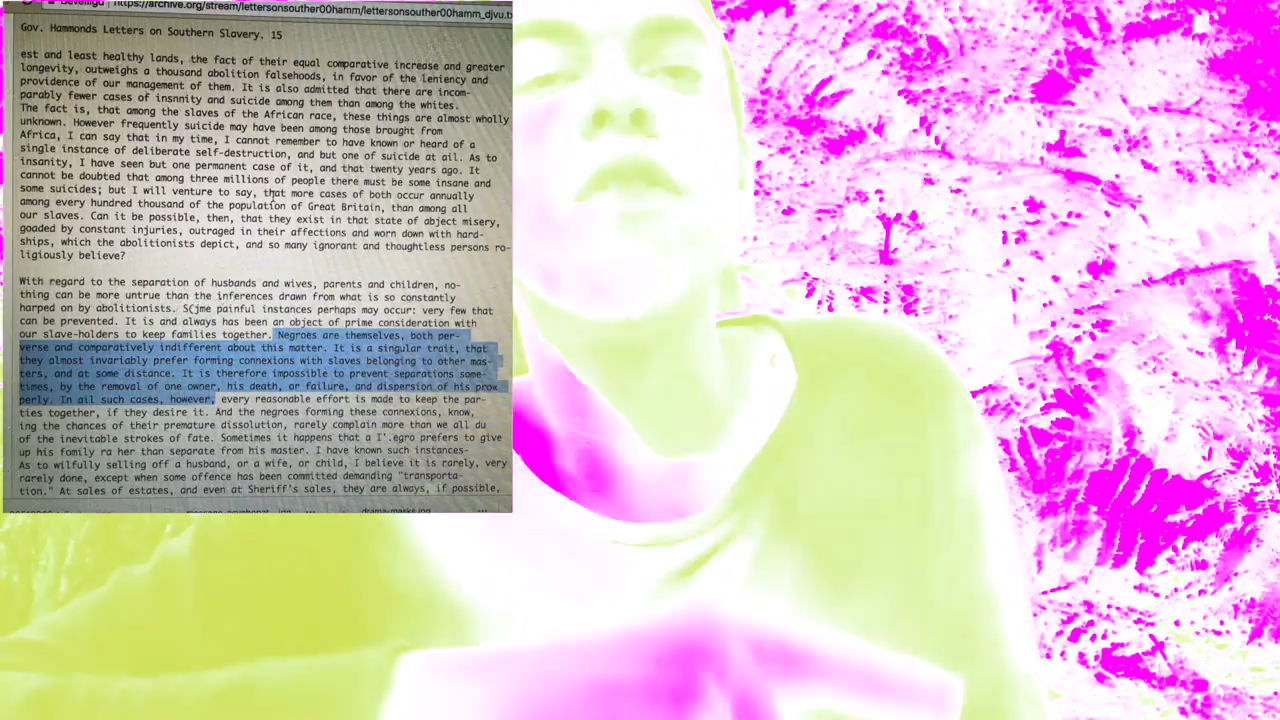 https://archive.org/stream/lettersonsouther00hamm/lettersonsouther00hamm_djvu.tx
Gov. Hammonds Letters on Southern Slavery. 15
est and least healthy lands, the fact of their equal comparative increase and greater
longevity, outweighs a thousand abolition falsehoods, in favor of the leniency and
providence of our management of them. It is also admitted that there are incom-
parably fewer cases of insnnity and suicide among them than among the whites.
The fact is, that among the slaves of the African race, these things are almost wholly
unknown. However frequently suicide may have been among those brought from
Africa, I can say that in my time, I cannot remember to have known or heard of a
single instance of deliberate self-destruction, and but one of suicide at ail. As to
insanity, I have seen but one permanent case of it, and that twenty years ago. It
cannot be doubted that among three millions of people there must be some insane and
some suicides; but I will venture to say, that more cases of both occur annually
among every hundred thousand of the population of Great Britain, than among all
our slaves. Can it be possible, then, that they exist in that state of abject misery,
goaded by constant injuries, outraged in their affections and worn down with hard-
ships, which the abolitionists depict, and so many ignorant and thoughtless persons ro-
ligiously believe?
With regard to the separation of husbands and wives, parents and children, no-
thing can be more untrue than the inferences drawn from what is so constantly
harped on by abolitionists. SCjme painful instances perhaps may occur: very few that
can be prevented. It is and always has been an object of prime consideration with
our slave-holders to keep families together. Negroes are themselves, both per-
verse and comparatively indifferent about this matter. It is a singular trait, that
they almost invariably prefer forming connexions with slaves belonging to other mas-
ters, and at some distance. It is therefore impossible to prevent separations some-
times, by the removal of one owner, his death, or failure, and dispersion of his prox
perly. In ail such cases, however, every reasonable effort is made to keep the par-
ties together, if they desire it. And the negroes forming these connexions, know,
ing the chances of their premature dissolution, rarely complain more than we all du
of the inevitable strokes of fate. Sometimes it happens that a I'.egro prefers to give
up his fomily ra her than separate from his master. I have known such instances-
As to wilfully selling off a husband, or a wife, or child, I believe it is rarely, very
rarely done, except when some offence has been committed demanding "transporta-
tion." At sales of estates, and even at Sheriff's sales, they are always, if possible,